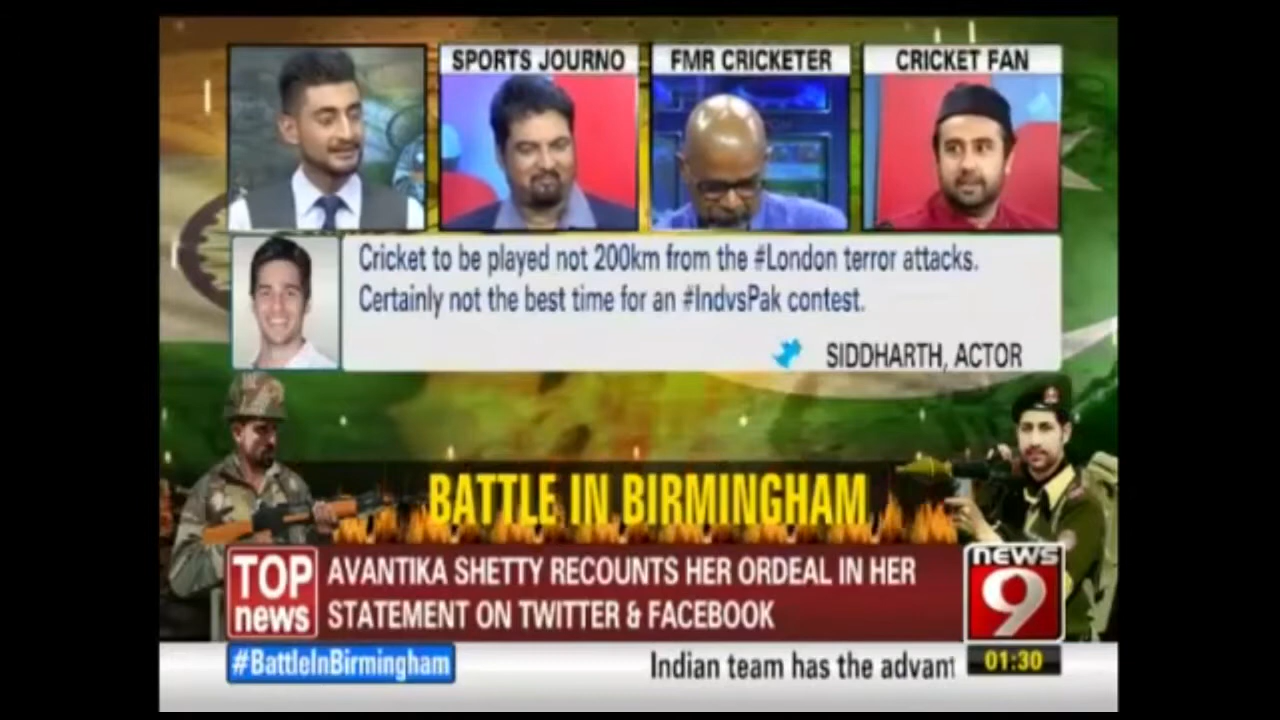 SPORTS JOURNO
FMR CRICKETER
CRICKET FAN
Cricket to be played not 200km from the #London terror attacks.
Certainly not the best time for an #IndvsPak contest.
SIDDHARTH, ACTOR
BATTLE IN BIRMINGHAM
TOP
news
AVANTIKA SHETTY RECOUNTS HER ORDEAL IN HER
STATEMENT ON TWITTER & FACEBOOK
NEWS
9
#BattleInBirmingham
Indian team has the advant
01:30